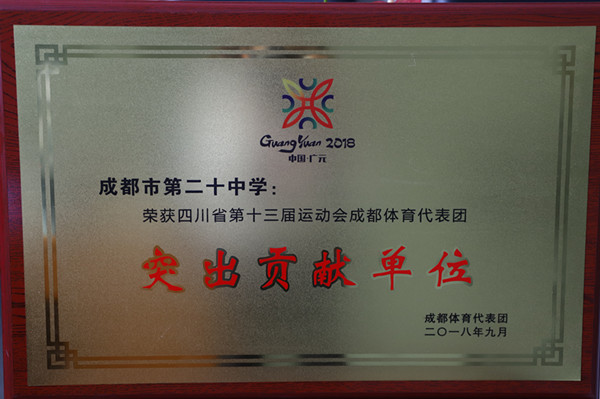 GuangYuan 2018
中国·广元
成都市第二十中学：
荣获四川省第十三届运动会成都体育代表团
突出贡献单位
成都体育代表团
二〇一八年九月